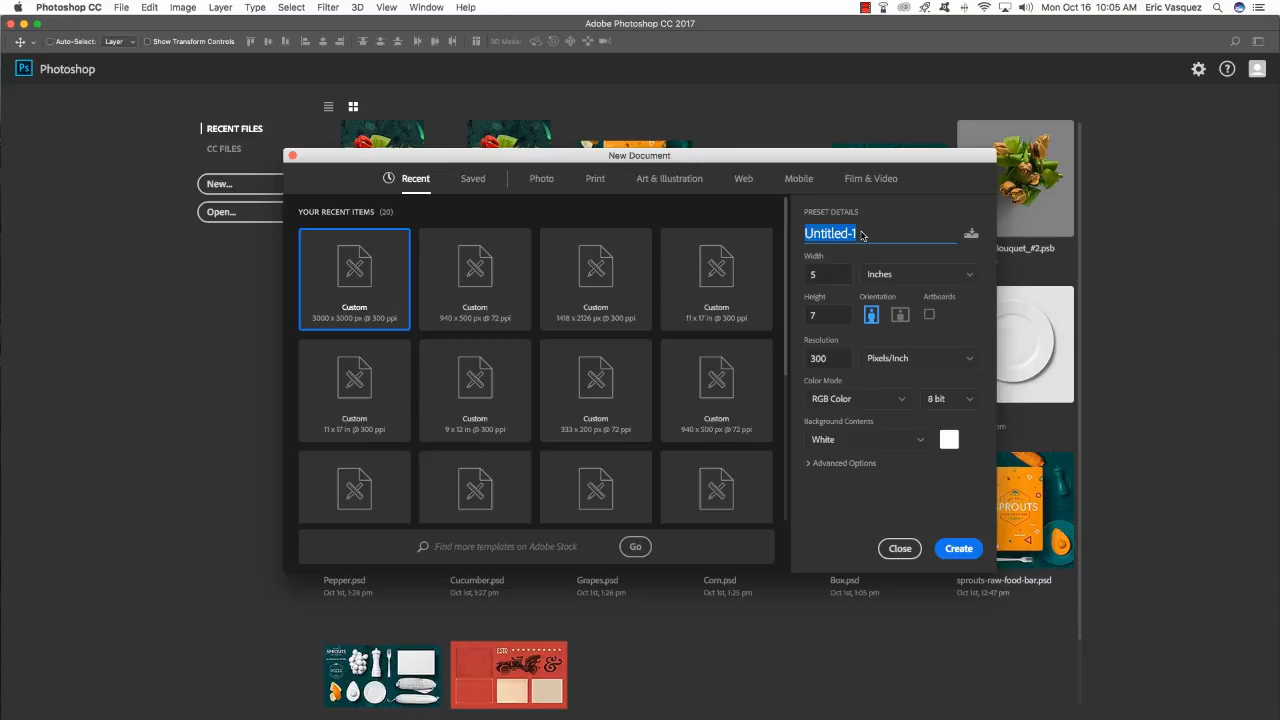 Photoshop CC File Edit Image Layer Type Select Filter 3D View Window Help Mon Oct 16 10:05 AM Eric Vasquez
Adobe Photoshop CC 2017
Auto-Select: Layer Show Transform Controls 3D Mode:
Ps Photoshop
RECENT FILES
CC FILES
New...
Open...
New Document
Recent Saved Photo Print Art & Illustration Web Mobile Film & Video
YOUR RECENT ITEMS (20)
Custom
3000 x 3000 px @ 300 ppi
Custom
940 x 500 px @ 72 ppi
Custom
1418 x 2126 px @ 300 ppi
Custom
11 x 17 in @ 300 ppi
Custom
11 x 17 in @ 300 ppi
Custom
9 x 12 in @ 300 ppi
Custom
333 x 200 px @ 72 ppi
Custom
940 x 500 px @ 72 ppi
Find more templates on Adobe Stock Go
PRESET DETAILS
Untitled-1
Width
5 Inches
Height Orientation Artboards
7
Resolution
300 Pixels/Inch
Color Mode
RGB Color 8 bit
Background Contents
White
Advanced Options
Close Create
ouquet_#2.psb
pm
SPROUTS
Pepper.psd
Oct 1st, 1:28 pm
Cucumber.psd
Oct 1st, 1:27 pm
Grapes.psd
Oct 1st, 1:26 pm
Corn.psd
Oct 1st, 1:25 pm
Box.psd
Oct 1st, 1:05 pm
sprouts-raw-food-bar.psd
Oct 1st, 12:47 pm
SPROUTS
ESTD
&